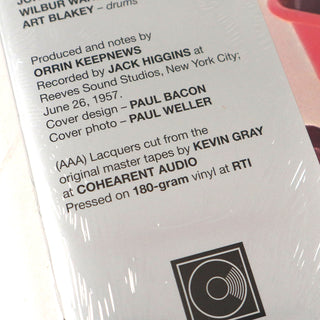 WILBUR WAR
ART BLAKEY – drums
Produced and notes by
ORRIN KEEPNEWS
Recorded by JACK HIGGINS at
Reeves Sound Studios, New York City;
June 26, 1957.
Cover design – PAUL BACON
Cover photo – PAUL WELLER
(AAA) Lacquers cut from the
original master tapes by KEVIN GRAY
at COHEARENT AUDIO
Pressed on 180-gram vinyl at RTI